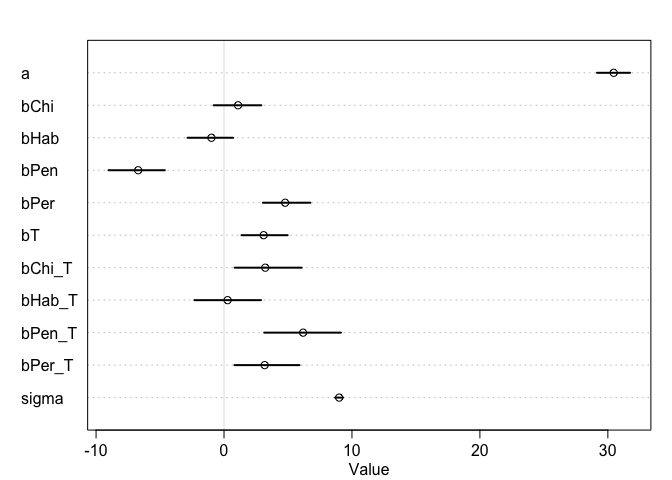 a
bChi
bHab
bPen
bPer
bT
bChi_T
bHab_T
bPen_T
bPer_T
sigma
-10 0 10 20 30
Value